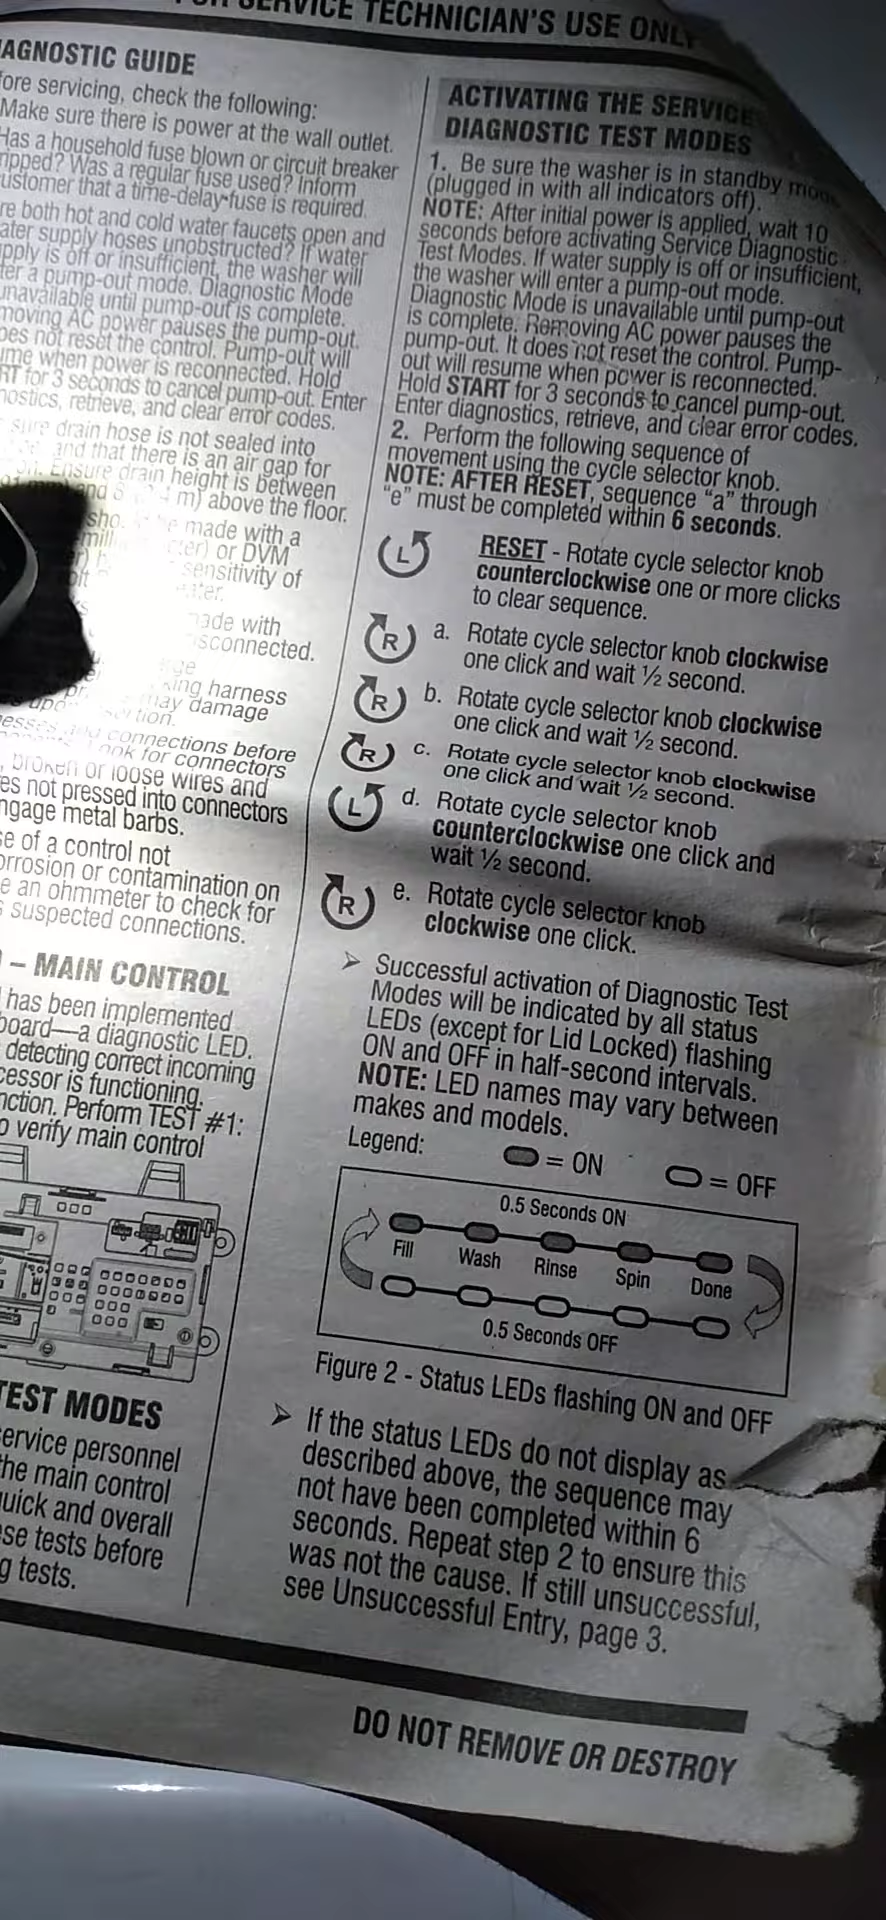 SERVICE TECHNICIAN'S USE ONLY
AGNOSTIC GUIDE
fore servicing, check the following:
Make sure there is power at the wall outlet.
Has a household fuse blown or circuit breaker
ripped? Was a regular fuse used? Inform
ustomer that a time-delay fuse is required.
re both hot and cold water faucets open and
ater supply hoses unobstructed? If water
pply is off or insufficient, the washer will
ter a pump-out mode. Diagnostic Mode
unavailable until pump-out is complete.
moving AC power pauses the pump-out.
oes not reset the control. Pump-out will
ume when power is reconnected. Hold
RT for 3 seconds to cancel pump-out. Enter
nostics, retrieve, and clear error codes.
sure drain hose is not sealed into
and that there is an air gap for
on. Ensure drain height is between
and 8 m) above the floor.
made with a
or DVM
sensitivity of
made with
isconnected.
king harness
may damage
connections before
ook for connectors
, broken or loose wires and
es not pressed into connectors
ngage metal barbs.
se of a control not
orrosion or contamination on
e an ohmmeter to check for
s suspected connections.
– MAIN CONTROL
has been implemented
board—a diagnostic LED.
detecting correct incoming
cessor is functioning.
nction. Perform TEST #1:
o verify main control
TEST MODES
ervice personnel
he main control
uick and overall
se tests before
g tests.
ACTIVATING THE SERVICE
DIAGNOSTIC TEST MODES
1. Be sure the washer is in standby mode
(plugged in with all indicators off).
NOTE: After initial power is applied, wait 10
seconds before activating Service Diagnostic
Test Modes. If water supply is off or insufficient,
the washer will enter a pump-out mode.
Diagnostic Mode is unavailable until pump-out
is complete. Removing AC power pauses the
pump-out. It does not reset the control. Pump-
out will resume when power is reconnected.
Hold START for 3 seconds to cancel pump-out.
Enter diagnostics, retrieve, and clear error codes.
2. Perform the following sequence of
movement using the cycle selector knob.
NOTE: AFTER RESET, sequence “a” through
“e” must be completed within 6 seconds.
L RESET - Rotate cycle selector knob
counterclockwise one or more clicks
to clear sequence.
R a. Rotate cycle selector knob clockwise
one click and wait ½ second.
R b. Rotate cycle selector knob clockwise
one click and wait ½ second.
R c. Rotate cycle selector knob clockwise
one click and wait ½ second.
L d. Rotate cycle selector knob
counterclockwise one click and
wait ½ second.
R e. Rotate cycle selector knob
clockwise one click.
➢ Successful activation of Diagnostic Test
Modes will be indicated by all status
LEDs (except for Lid Locked) flashing
ON and OFF in half-second intervals.
NOTE: LED names may vary between
makes and models.
Legend: = ON = OFF
0.5 Seconds ON
Fill Wash Rinse Spin Done
0.5 Seconds OFF
Figure 2 - Status LEDs flashing ON and OFF
➢ If the status LEDs do not display as
described above, the sequence may
not have been completed within 6
seconds. Repeat step 2 to ensure this
was not the cause. If still unsuccessful,
see Unsuccessful Entry, page 3.
DO NOT REMOVE OR DESTROY